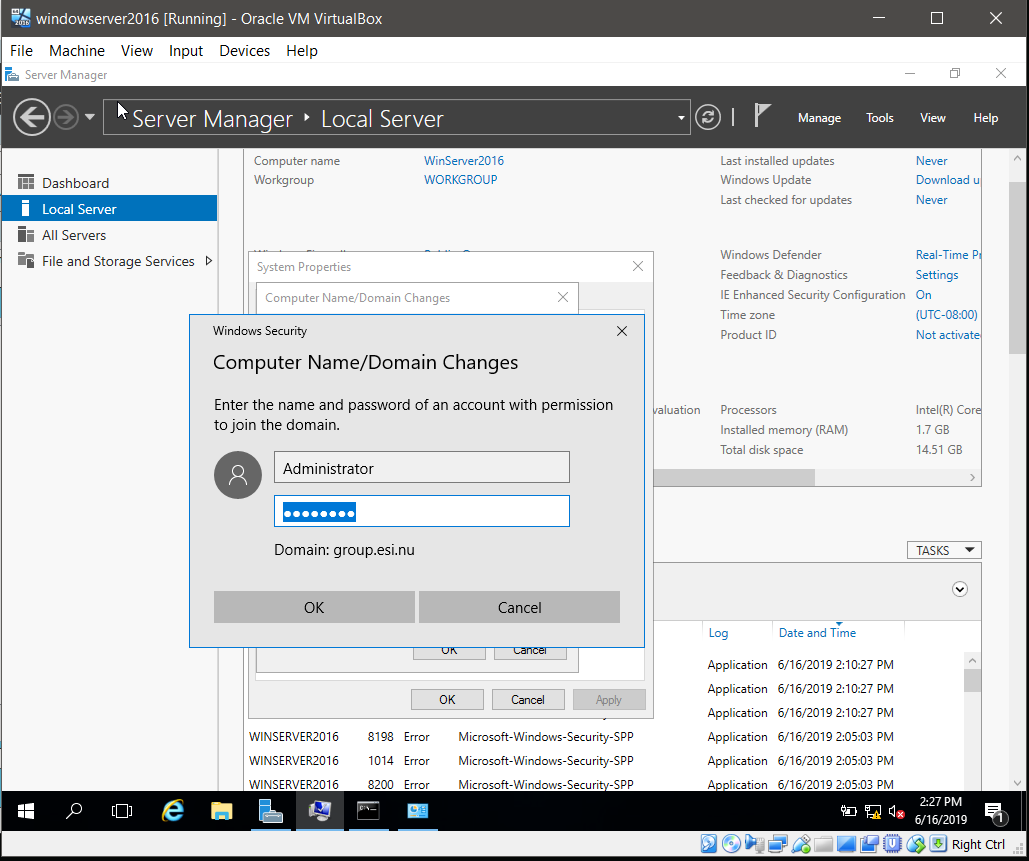 windowserver2016 [Running] - Oracle VM VirtualBox
File Machine View Input Devices Help
Server Manager
Server Manager Local Server
Manage Tools View Help
Dashboard
Local Server
All Servers
File and Storage Services
Computer name WinServer2016
Workgroup WORKGROUP
Last installed updates Never
Windows Update Download u
Last checked for updates Never
Windows Defender Real-Time Pr
Feedback & Diagnostics Settings
IE Enhanced Security Configuration On
Time zone (UTC-08:00)
Product ID Not activate
System Properties
Computer Name/Domain Changes
Windows Security
Computer Name/Domain Changes
Enter the name and password of an account with permission
to join the domain.
Administrator
●●●●●●●●
Domain: group.esi.nu
OK Cancel
OK Cancel
OK Cancel Apply
valuation
Processors Intel(R) Core
Installed memory (RAM) 1.7 GB
Total disk space 14.51 GB
TASKS
Log Date and Time
Application 6/16/2019 2:10:27 PM
Application 6/16/2019 2:10:27 PM
Application 6/16/2019 2:10:27 PM
WINSERVER2016 8198 Error Microsoft-Windows-Security-SPP Application 6/16/2019 2:05:03 PM
WINSERVER2016 1014 Error Microsoft-Windows-Security-SPP Application 6/16/2019 2:05:03 PM
WINSERVER2016 8200 Error Microsoft-Windows-Security-SPP Application 6/16/2019 2:05:03 PM
2:27 PM
6/16/2019
1
Right Ctrl